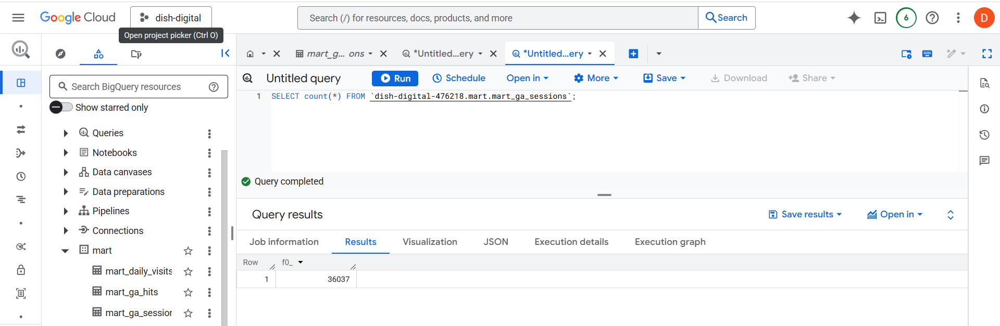 Google Cloud
dish-digital
Search (/) for resources, docs, products, and more
Search
6
D
Open project picker (Ctrl O)
mart_g... ons
*Untitled...ery
*Untitled...ery
Search BigQuery resources
Show starred only
Queries
Notebooks
Data canvases
Data preparations
Pipelines
Connections
mart
mart_daily_visits
mart_ga_hits
mart_ga_session
Untitled query
Run
Schedule
Open in
More
Save
Download
Share
1 SELECT count(*) FROM `dish-digital-476218.mart.mart_ga_sessions`;
Query completed
Query results
Save results
Open in
Job information
Results
Visualization
JSON
Execution details
Execution graph
Row f0_
1 36037